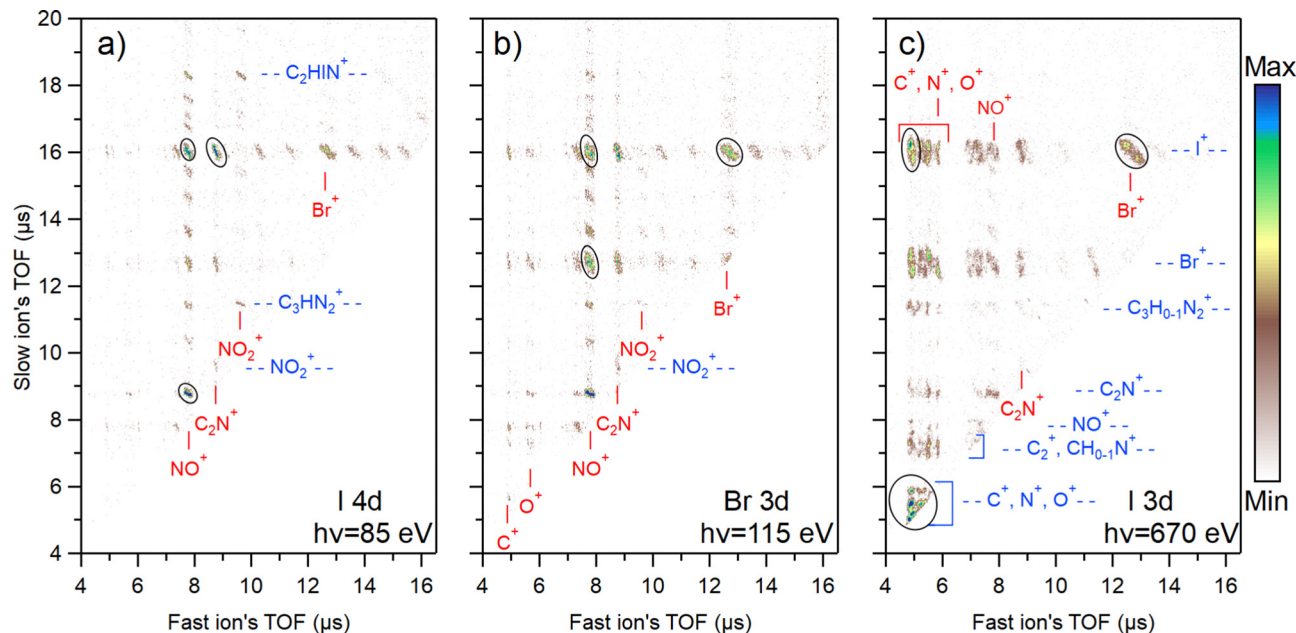 a)
b)
c)
20
18
16
14
12
10
8
6
4
Slow ion's TOF (µs)
-- C₂HIN⁺ --
Br⁺
-- C₃HN₂⁺ --
NO₂⁺
-- NO₂⁺ --
C₂N⁺
NO⁺
I 4d
hν=85 eV
4 6 8 10 12 14 16
Fast ion's TOF (µs)
Br⁺
NO₂⁺
-- NO₂⁺ --
C₂N⁺
NO⁺
O⁺
C⁺
Br 3d
hν=115 eV
4 6 8 10 12 14 16
Fast ion's TOF (µs)
C⁺, N⁺, O⁺
NO⁺
-- I⁺ --
Br⁺
-- Br⁺ --
-- C₃H₀₋₁N₂⁺ --
-- C₂N⁺ --
C₂N⁺
-- NO⁺ --
-- C₂⁺, CH₀₋₁N⁺ --
-- C⁺, N⁺, O⁺ --
I 3d
hν=670 eV
4 6 8 10 12 14 16
Fast ion's TOF (µs)
Max
Min